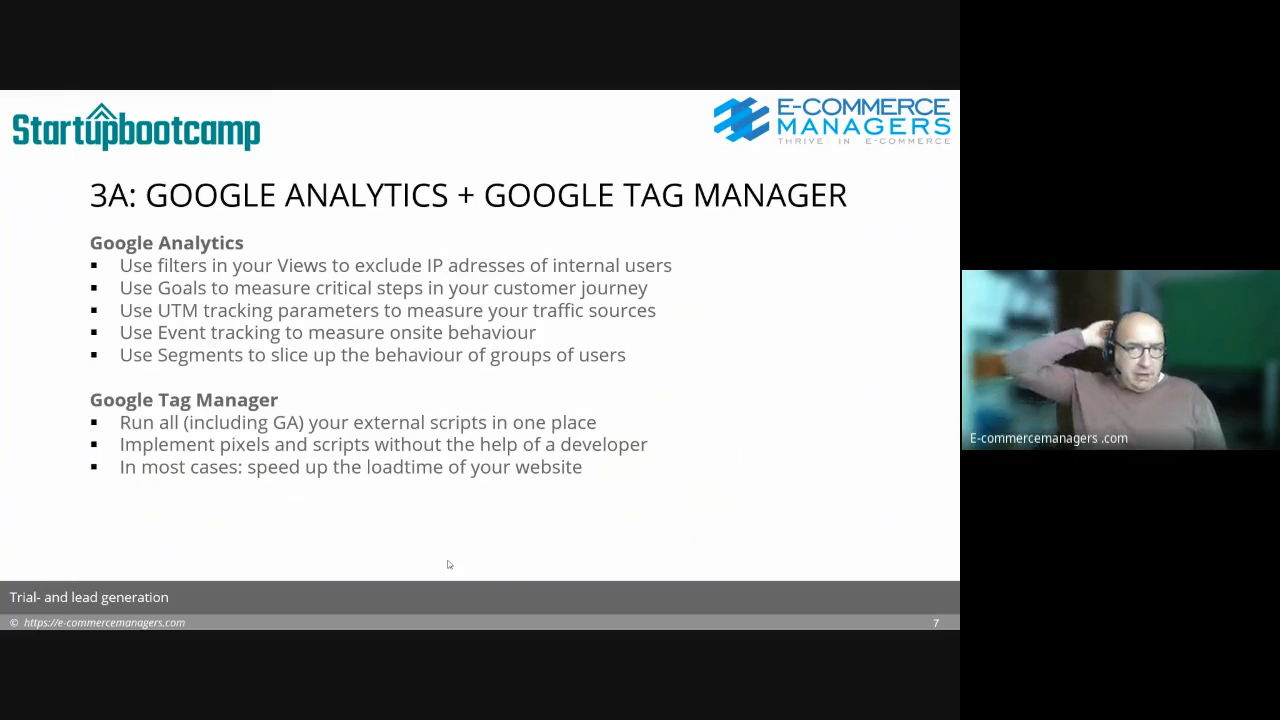 Startupbootcamp
E-COMMERCE
MANAGERS
THRIVE IN E-COMMERCE
3A: GOOGLE ANALYTICS + GOOGLE TAG MANAGER
Google Analytics
▪ Use filters in your Views to exclude IP adresses of internal users
▪ Use Goals to measure critical steps in your customer journey
▪ Use UTM tracking parameters to measure your traffic sources
▪ Use Event tracking to measure onsite behaviour
▪ Use Segments to slice up the behaviour of groups of users
Google Tag Manager
▪ Run all (including GA) your external scripts in one place
▪ Implement pixels and scripts without the help of a developer
▪ In most cases: speed up the loadtime of your website
E-commercemanagers .com
Trial- and lead generation
© https://e-commercemanagers.com
7